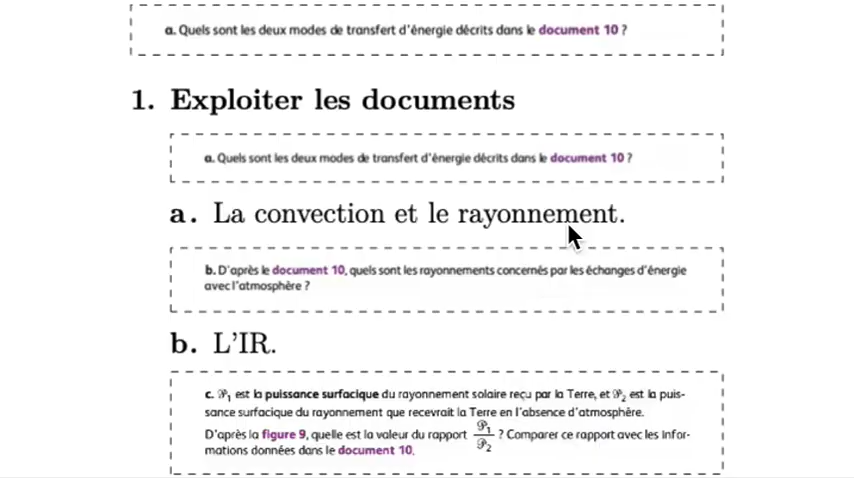 a. Quels sont les deux modes de transfert d'énergie décrits dans le document 10 ?
1. Exploiter les documents
a. Quels sont les deux modes de transfert d'énergie décrits dans le document 10 ?
a. La convection et le rayonnement.
b. D'après le document 10, quels sont les rayonnements concernés par les échanges d'énergie
avec l'atmosphère ?
b. L'IR.
c. 𝒫₁ est la puissance surfacique du rayonnement solaire reçu par la Terre, et 𝒫₂ est la puis-
sance surfacique du rayonnement que recevrait la Terre en l'absence d'atmosphère.
D'après la figure 9, quelle est la valeur du rapport 𝒫₁/𝒫₂ ? Comparer ce rapport avec les infor-
mations données dans le document 10.